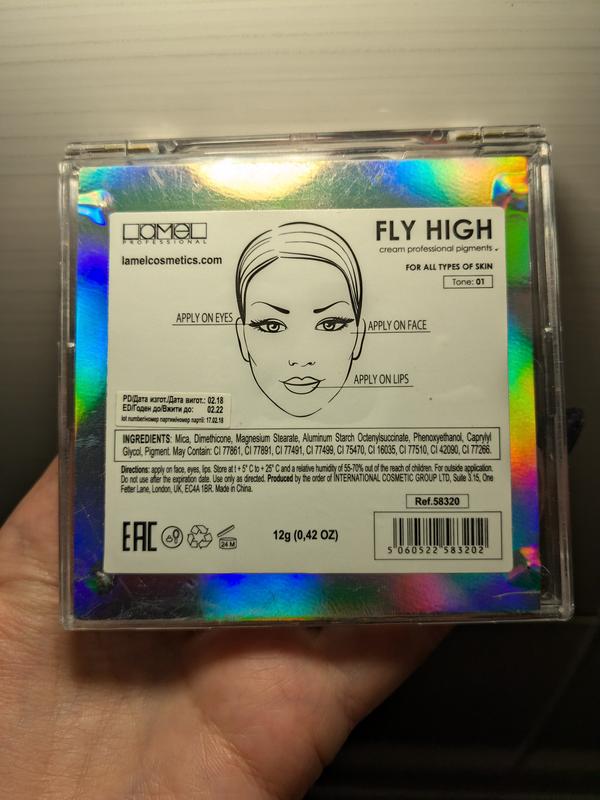 LAMEL
PROFESSIONAL
lamelcosmetics.com
FLY HIGH
cream professional pigments
FOR ALL TYPES OF SKIN
Tone: 01
APPLY ON EYES
APPLY ON FACE
APPLY ON LIPS
PD/Дата изгот./Дата вигот.: 02.18
ED/Годен до/Вжити до: 02.22
lot number/номер партии/номер партії: 17.02.18
INGREDIENTS: Mica, Dimethicone, Magnesium Stearate, Aluminum Starch Octenylsuccinate, Phenoxyethanol, Caprylyl
Glycol, Pigment. May Contain: CI 77861, CI 77891, CI 77491, CI 77499, CI 75470, CI 16035, CI 77510, CI 42090, CI 77266.
Directions: apply on face, eyes, lips. Store at t + 5° C to + 25° C and a relative humidity of 55-70% out of the reach of children. For outside application.
Do not use after the expiration date. Use only as directed. Produced by the order of INTERNATIONAL COSMETIC GROUP LTD, Suite 3.15, One
Fetter Lane, London, UK, EC4A 1BR. Made in China.
Ref.58320
EAC
24 M
12g (0,42 OZ)
5 060522 583202